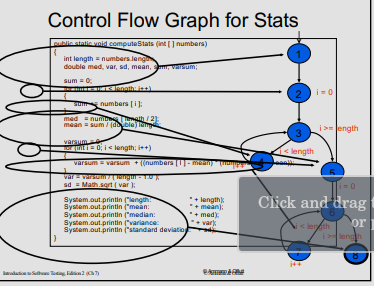 Control Flow Graph for Stats
public static void computeStats (int [ ] numbers)
{
int length = numbers.length;
double med, var, sd, mean, sum, varsum;
sum = 0;
for (int i = 0; i < length; i++)
{
sum += numbers [ i ];
}
med = numbers [ length / 2];
mean = sum / (double) length;
varsum = 0;
for (int i = 0; i < length; i++)
{
varsum = varsum + ((numbers [ i ] - mean) * (numbers
}
var = varsum / ( length - 1.0 );
sd = Math.sqrt ( var );
System.out.println ("length: " + length);
System.out.println ("mean: " + mean);
System.out.println ("median: " + med);
System.out.println ("variance: " + var);
System.out.println ("standard deviation: " + sd);
}
1
2
i = 0
3
i >= length
i < length
4
i++
5
i = 0
6
i < length
i >= length
7
i++
8
Click and drag t
or p
Introduction to Software Testing, Edition 2 (Ch 7)
© Ammann & Offutt